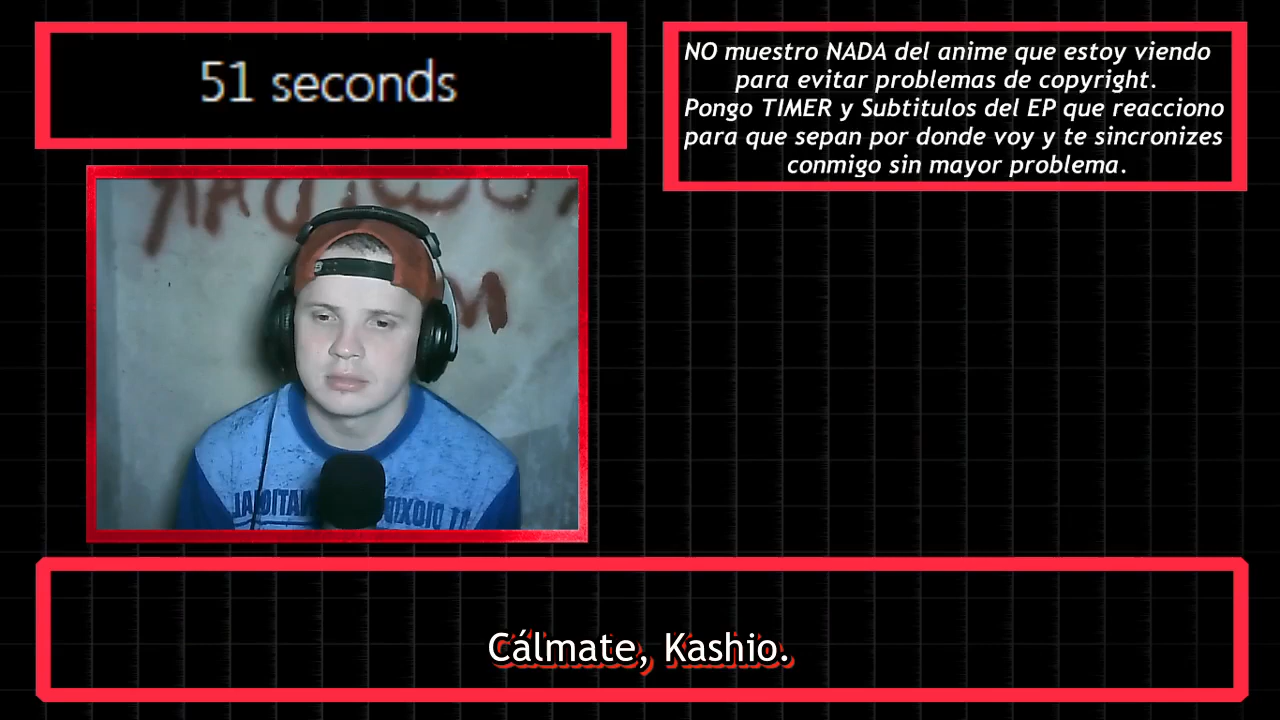 51 seconds
NO muestro NADA del anime que estoy viendo
para evitar problemas de copyright.
Pongo TIMER y Subtitulos del EP que reacciono
para que sepan por donde voy y te sincronizes
conmigo sin mayor problema.
Cálmate, Kashio.